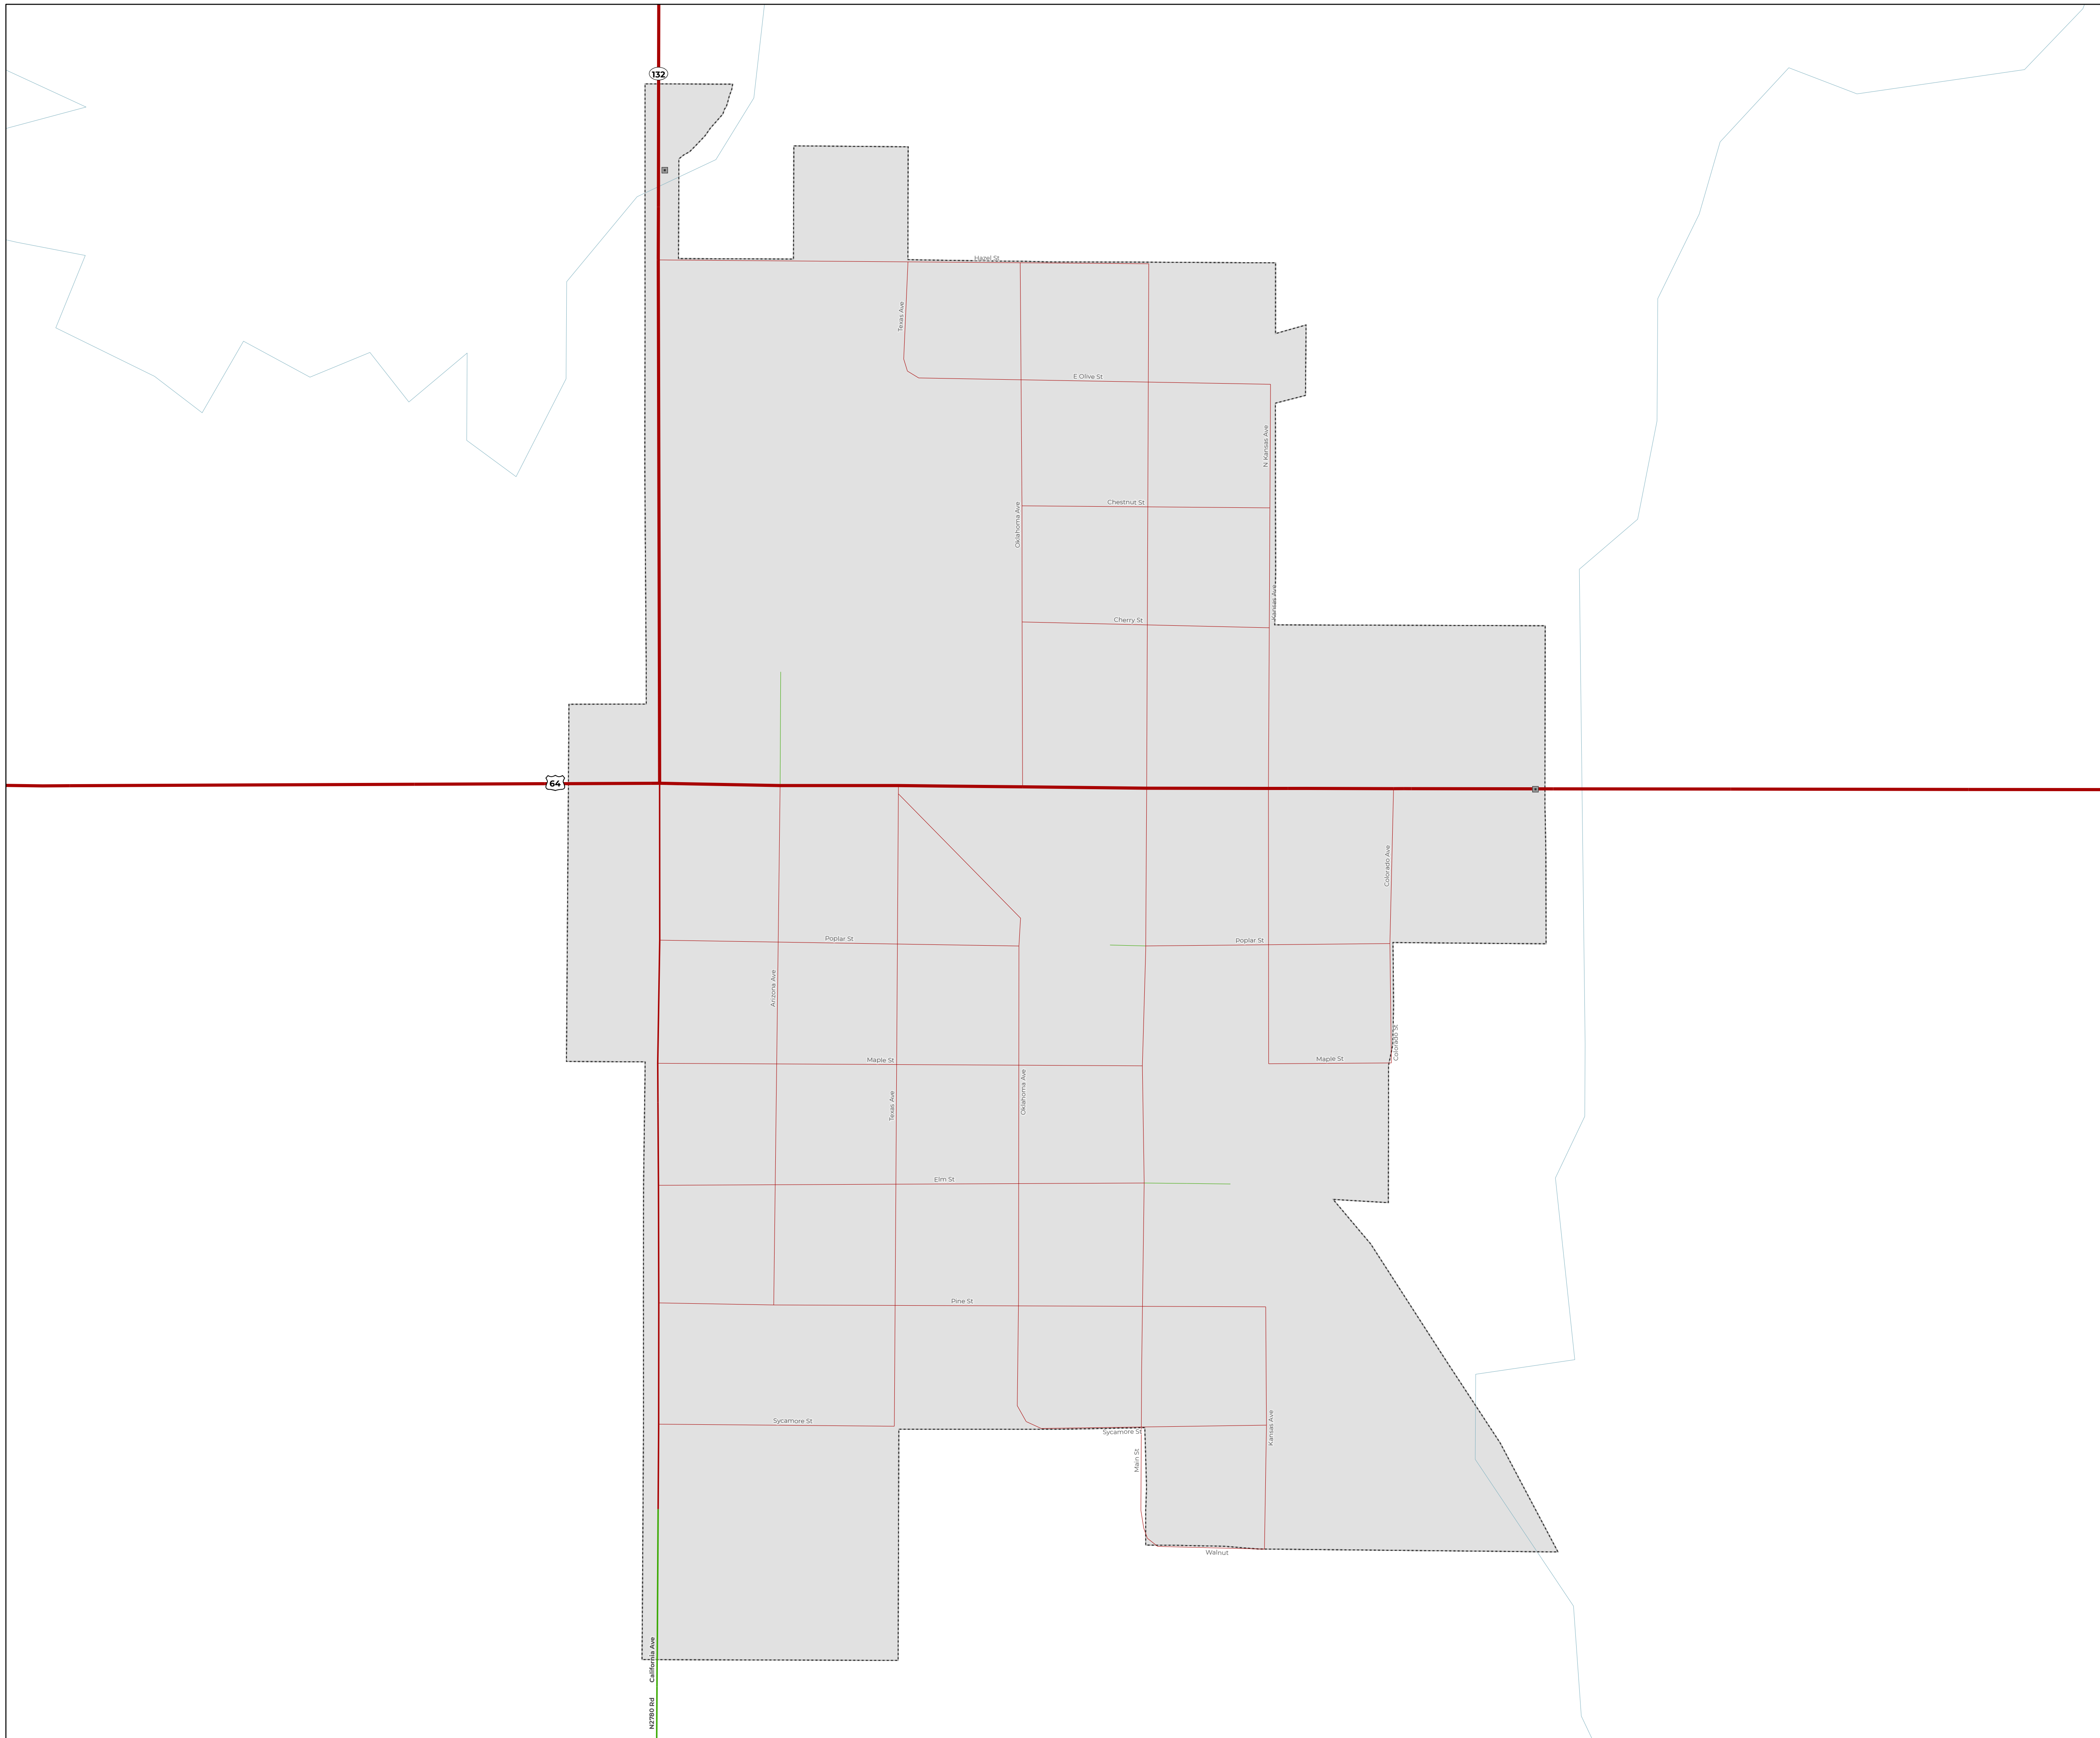 132
Hazel St
Texas Ave
E Olive St
N Kansas Ave
Chestnut St
Oklahoma Ave
Kansas Ave
Cherry St
64
Colorado Ave
Poplar St
Poplar St
Arizona Ave
Colorado St
Maple St
Maple St
Texas Ave
Oklahoma Ave
Elm St
Pine St
Sycamore St
Sycamore St
Kansas Ave
Main St
Walnut
California Ave
N2780 Rd